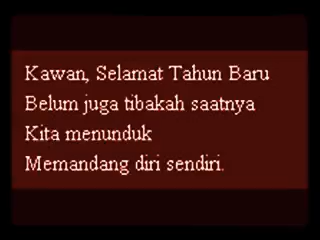 Kawan, Selamat Tahun Baru
Belum juga tibakah saatnya
Kita menunduk
Memandang diri sendiri.